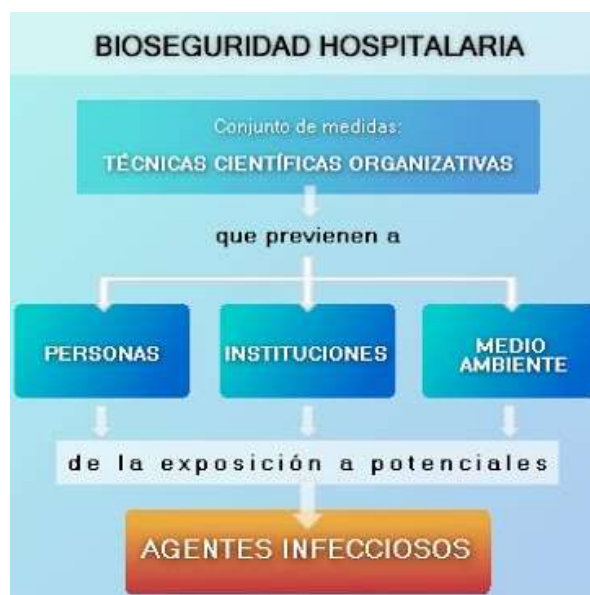 BIOSEGURIDAD HOSPITALARIA
Conjunto de medidas:
TÉCNICAS CIENTÍFICAS ORGANIZATIVAS
que previenen a
PERSONAS
INSTITUCIONES
MEDIO
AMBIENTE
de la exposición a potenciales
AGENTES INFECCIOSOS